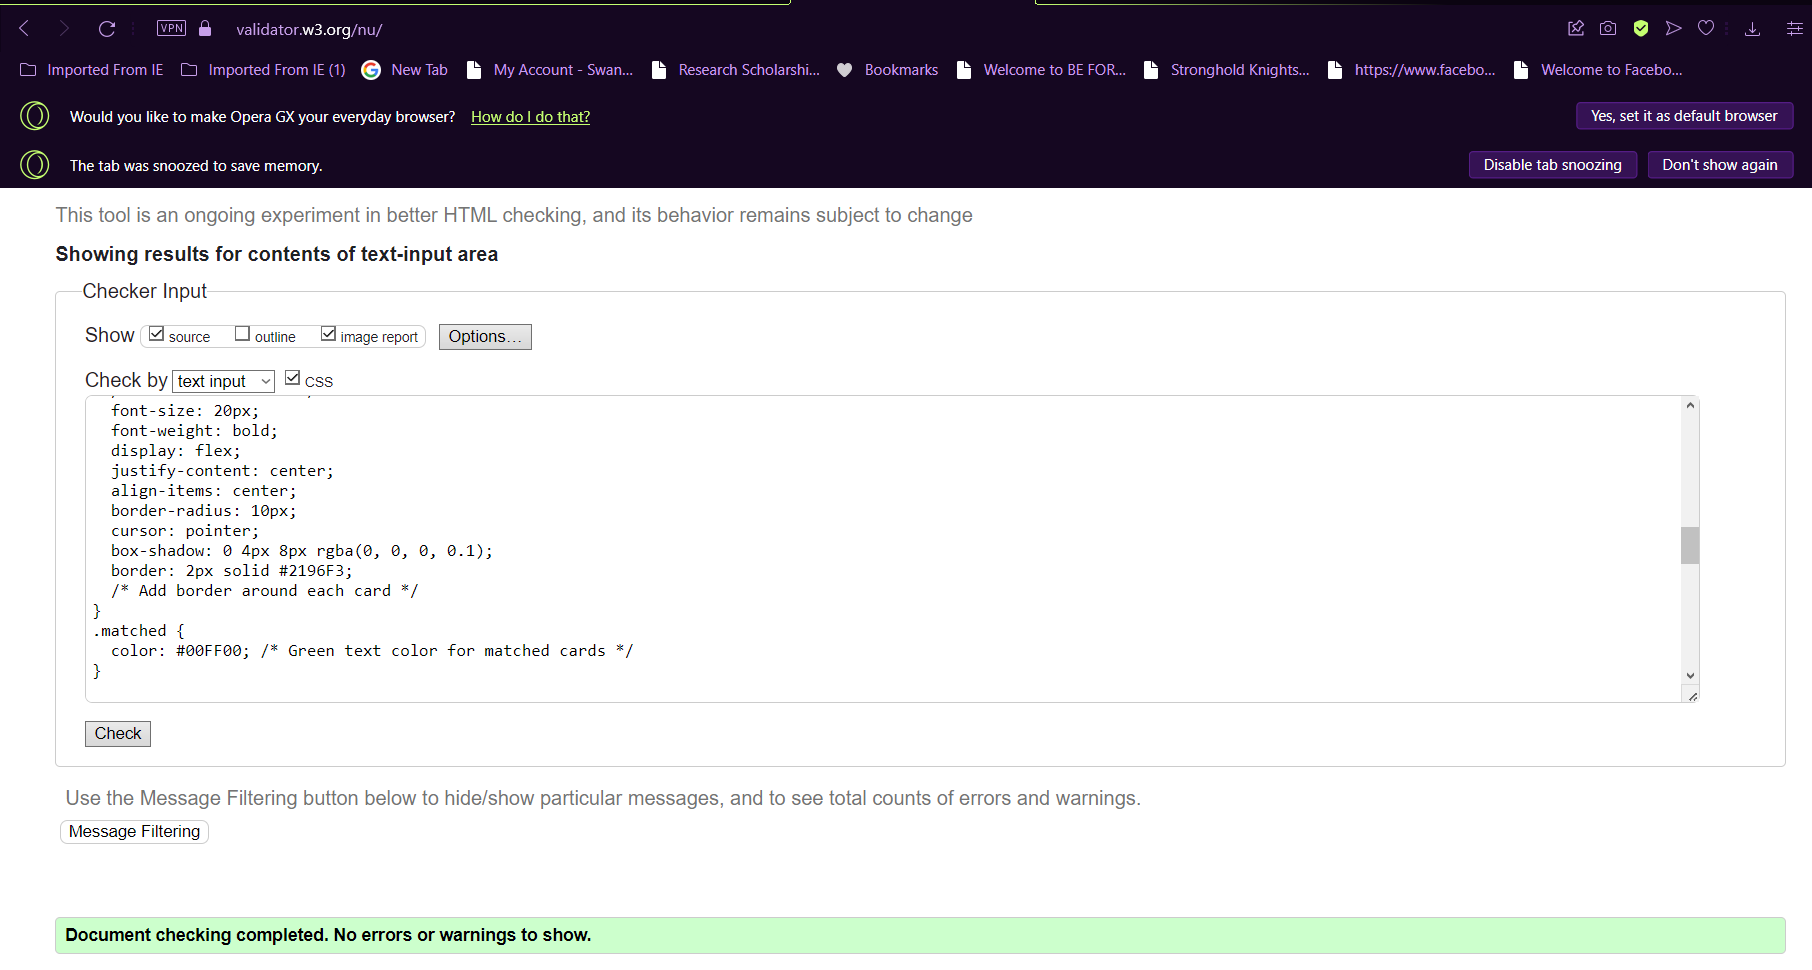 VPN validator.w3.org/nu/
Imported From IE Imported From IE (1) New Tab My Account - Swan... Research Scholarshi... Bookmarks Welcome to BE FOR... Stronghold Knights... https://www.facebo... Welcome to Facebo...
Would you like to make Opera GX your everyday browser? How do I do that? Yes, set it as default browser
The tab was snoozed to save memory. Disable tab snoozing Don't show again
This tool is an ongoing experiment in better HTML checking, and its behavior remains subject to change
Showing results for contents of text-input area
Checker Input
Show source outline image report Options...
Check by text input CSS
font-size: 20px;
font-weight: bold;
display: flex;
justify-content: center;
align-items: center;
border-radius: 10px;
cursor: pointer;
box-shadow: 0 4px 8px rgba(0, 0, 0, 0.1);
border: 2px solid #2196F3;
/* Add border around each card */
}
.matched {
color: #00FF00; /* Green text color for matched cards */
}
Check
Use the Message Filtering button below to hide/show particular messages, and to see total counts of errors and warnings.
Message Filtering
Document checking completed. No errors or warnings to show.